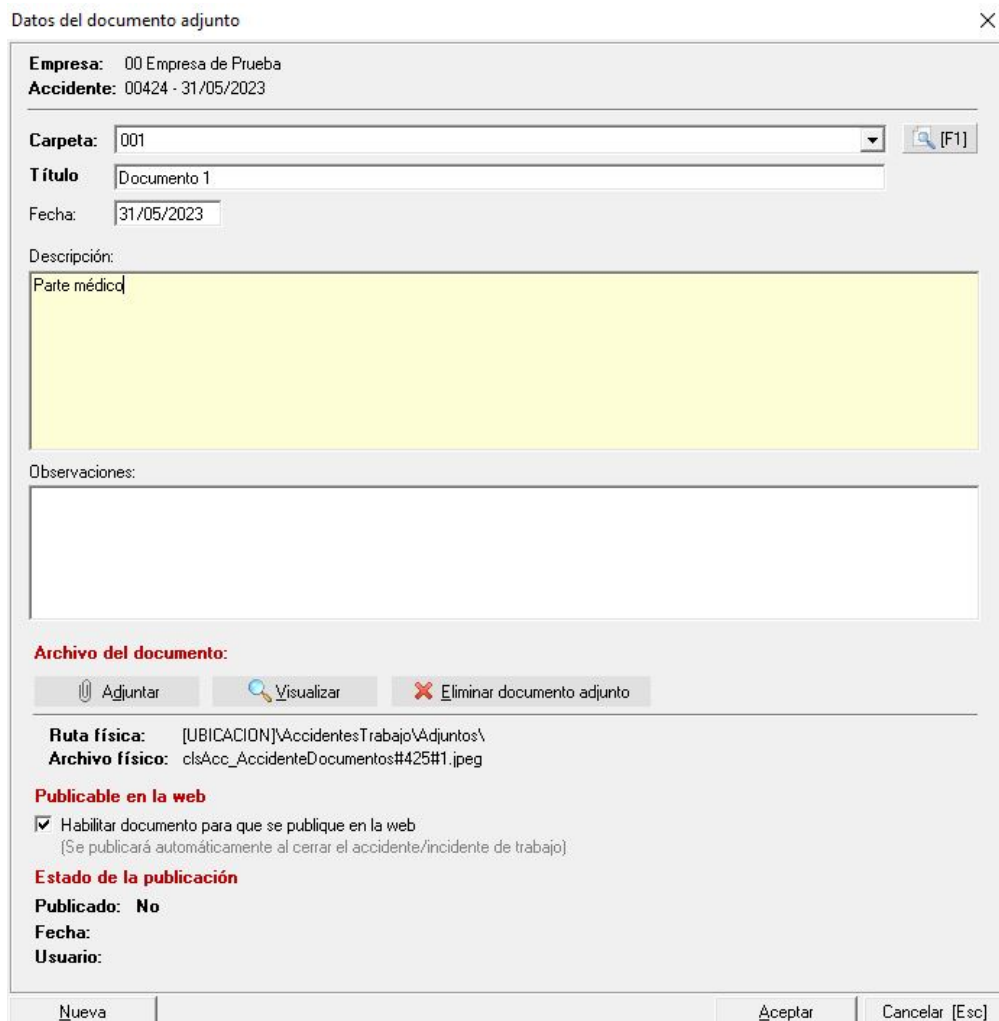 Datos del documento adjunto
Empresa: 00 Empresa de Prueba
Accidente: 00424 - 31/05/2023
Carpeta: 001 [F1]
Título Documento 1
Fecha: 31/05/2023
Descripción:
Parte médico
Observaciones:
Archivo del documento:
Adjuntar Visualizar Eliminar documento adjunto
Ruta física: [UBICACION]\AccidentesTrabajo\Adjuntos\
Archivo físico: clsAcc_AccidenteDocumentos#425#1.jpeg
Publicable en la web
Habilitar documento para que se publique en la web
(Se publicará automáticamente al cerrar el accidente/incidente de trabajo)
Estado de la publicación
Publicado: No
Fecha:
Usuario:
Nueva Aceptar Cancelar [Esc]